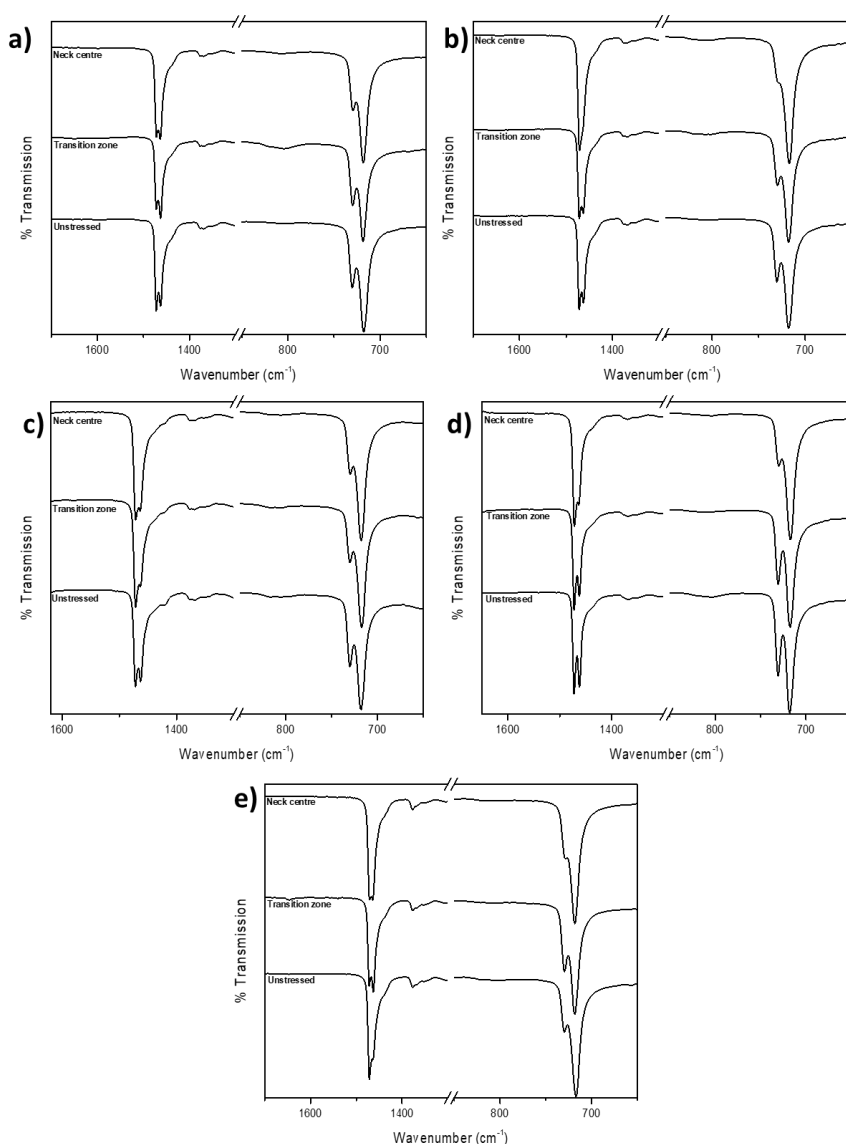 a)
% Transmission
Neck centre
Transition zone
Unstressed
1600 1400 800 700
Wavenumber (cm⁻¹)
b)
% Transmission
Neck centre
Transition zone
Unstressed
1600 1400 800 700
Wavenumber (cm⁻¹)
c)
% Transmission
Neck centre
Transition zone
Unstressed
1600 1400 800 700
Wavenumber (cm⁻¹)
d)
% Transmission
Neck centre
Transition zone
Unstressed
1600 1400 800 700
Wavenumber (cm⁻¹)
e)
% Transmission
Neck centre
Transition zone
Unstressed
1600 1400 800 700
Wavenumber (cm⁻¹)